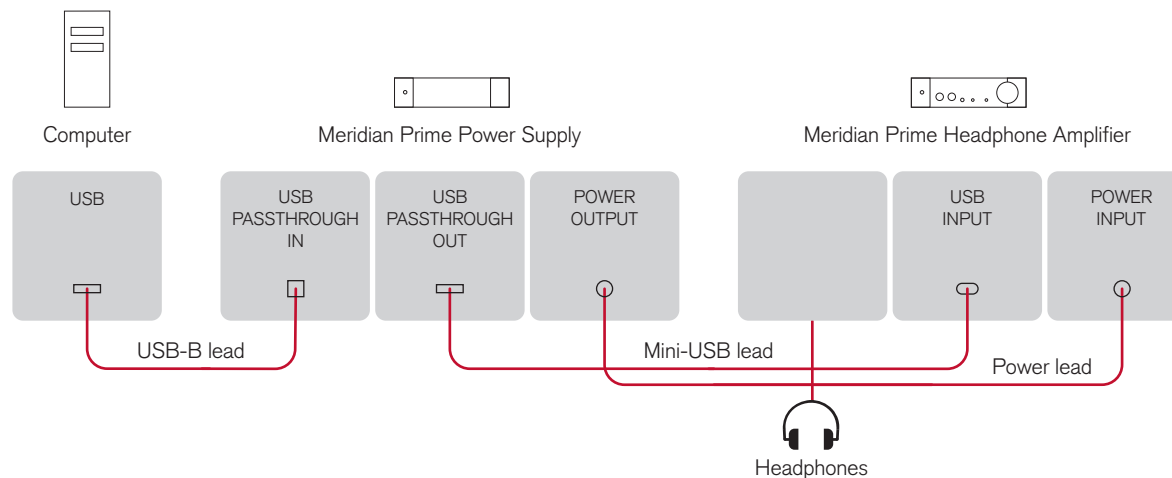 Computer
Meridian Prime Power Supply
Meridian Prime Headphone Amplifier
USB
USB
PASSTHROUGH
IN
USB
PASSTHROUGH
OUT
POWER
OUTPUT
USB
INPUT
POWER
INPUT
USB-B lead
Mini-USB lead
Power lead
Headphones